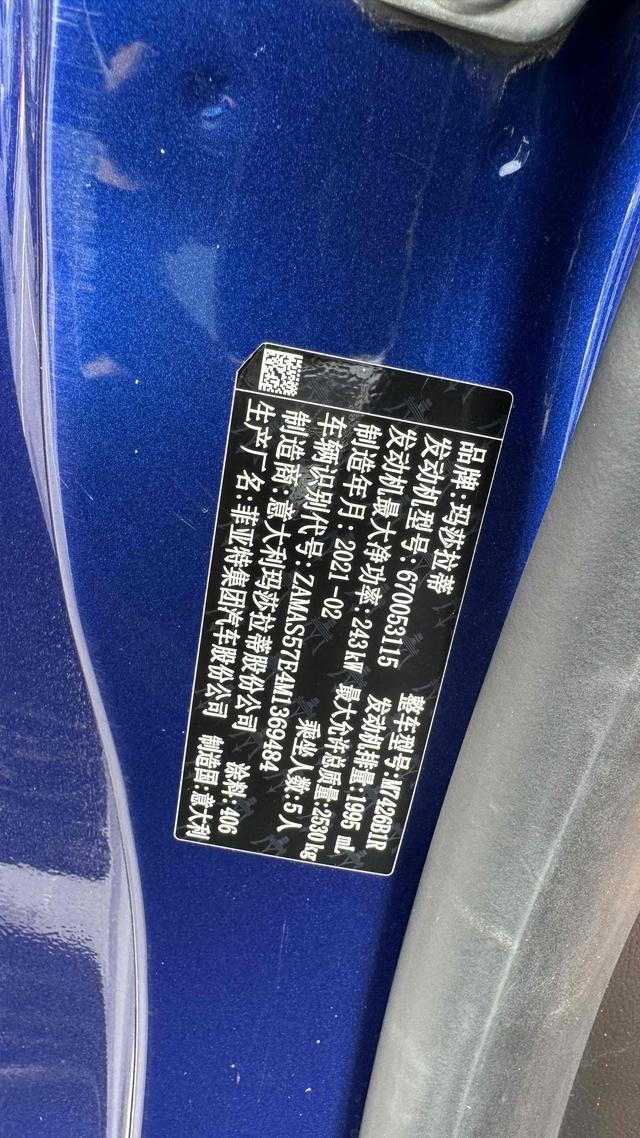 品牌:玛莎拉蒂 整车型号:M7426B1R
发动机型号:670053115 发动机排量:1995 mL
发动机最大净功率:243kW 最大允许总质量:2530kg
制造年月:2021-02 乘坐人数:5人
车辆识别代号:ZAMAS57E4M1369484
制造商:意大利玛莎拉蒂股份公司 涂料:406
生产厂名:菲亚特集团汽车股份公司 制造国:意大利